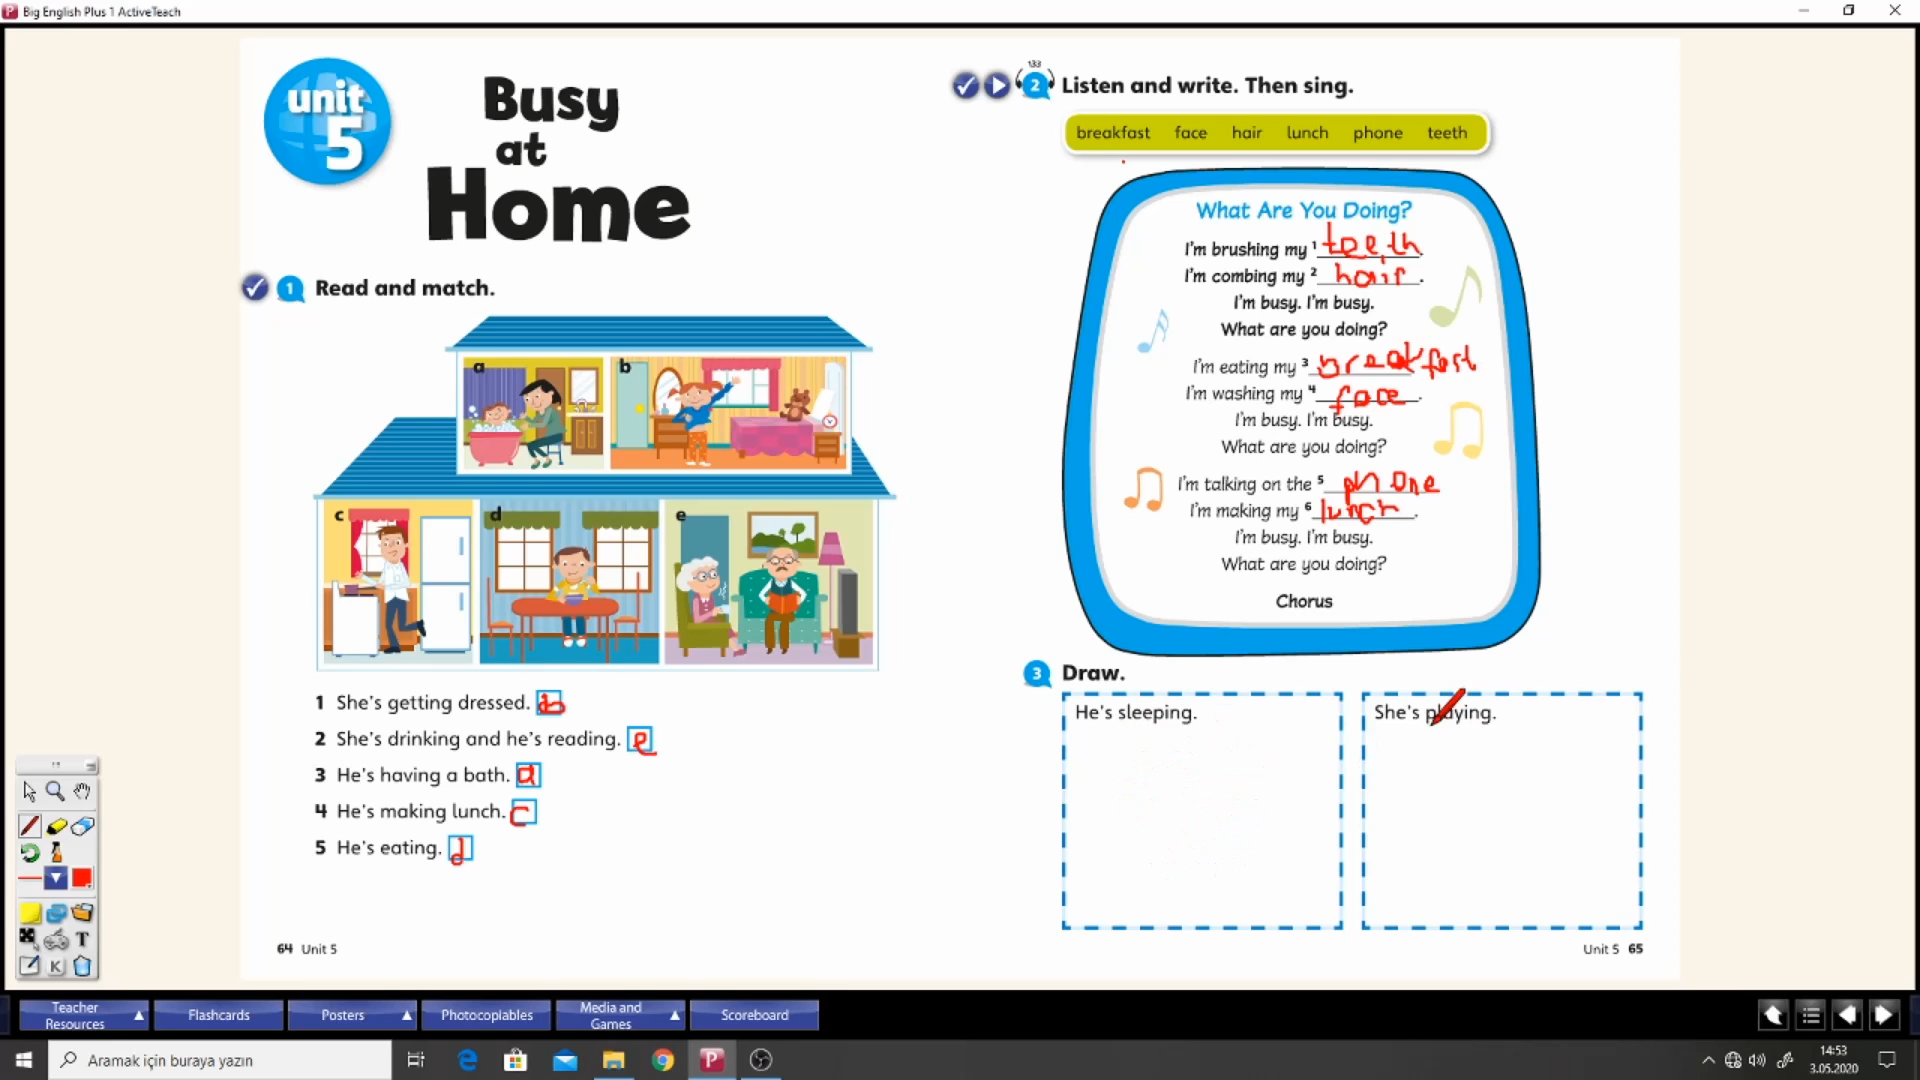 Big English Plus 1 ActiveTeach
unit
5
Busy
at
Home
1 Read and match.
a
b
c
d
e
1 She's getting dressed. b
2 She's drinking and he's reading. e
3 He's having a bath. a
4 He's making lunch. c
5 He's eating. d
64 Unit 5
133
2 Listen and write. Then sing.
breakfast face hair lunch phone teeth
What Are You Doing?
I'm brushing my 1 teeth.
I'm combing my 2 hair.
I'm busy. I'm busy.
What are you doing?
I'm eating my 3 breakfast
I'm washing my 4 face.
I'm busy. I'm busy.
What are you doing?
I'm talking on the 5 phone
I'm making my 6 lunch.
I'm busy. I'm busy.
What are you doing?
Chorus
3 Draw.
He's sleeping.
She's playing.
Unit 5 65
T
K
Teacher Resources
Flashcards
Posters
Photocopiables
Media and Games
Scoreboard
Aramak için buraya yazın
14:53
3.05.2020